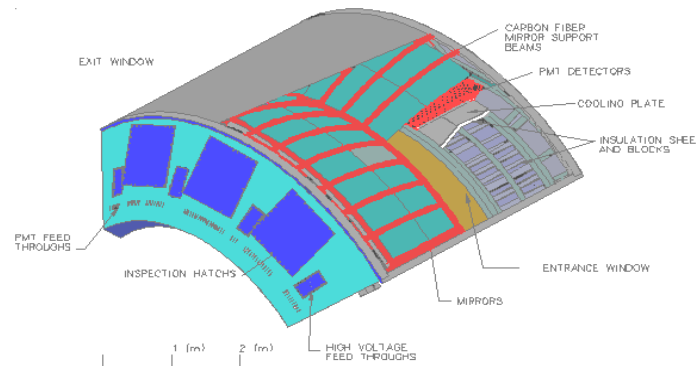 CARBON FIBER
MIRROR SUPPORT
BEAMS
EXIT WINDOW
PMT DETECTORS
COOLINO PLATE
INSULATION SHEE
AND BLOCKS
PMT FEED
THROUGHS
INSPECTION HATCHS
ENTRANCE WINDOW
MIRRORS
1 (m) 2 (m)
HIGH VOLTAGE
FEED THROUGHS